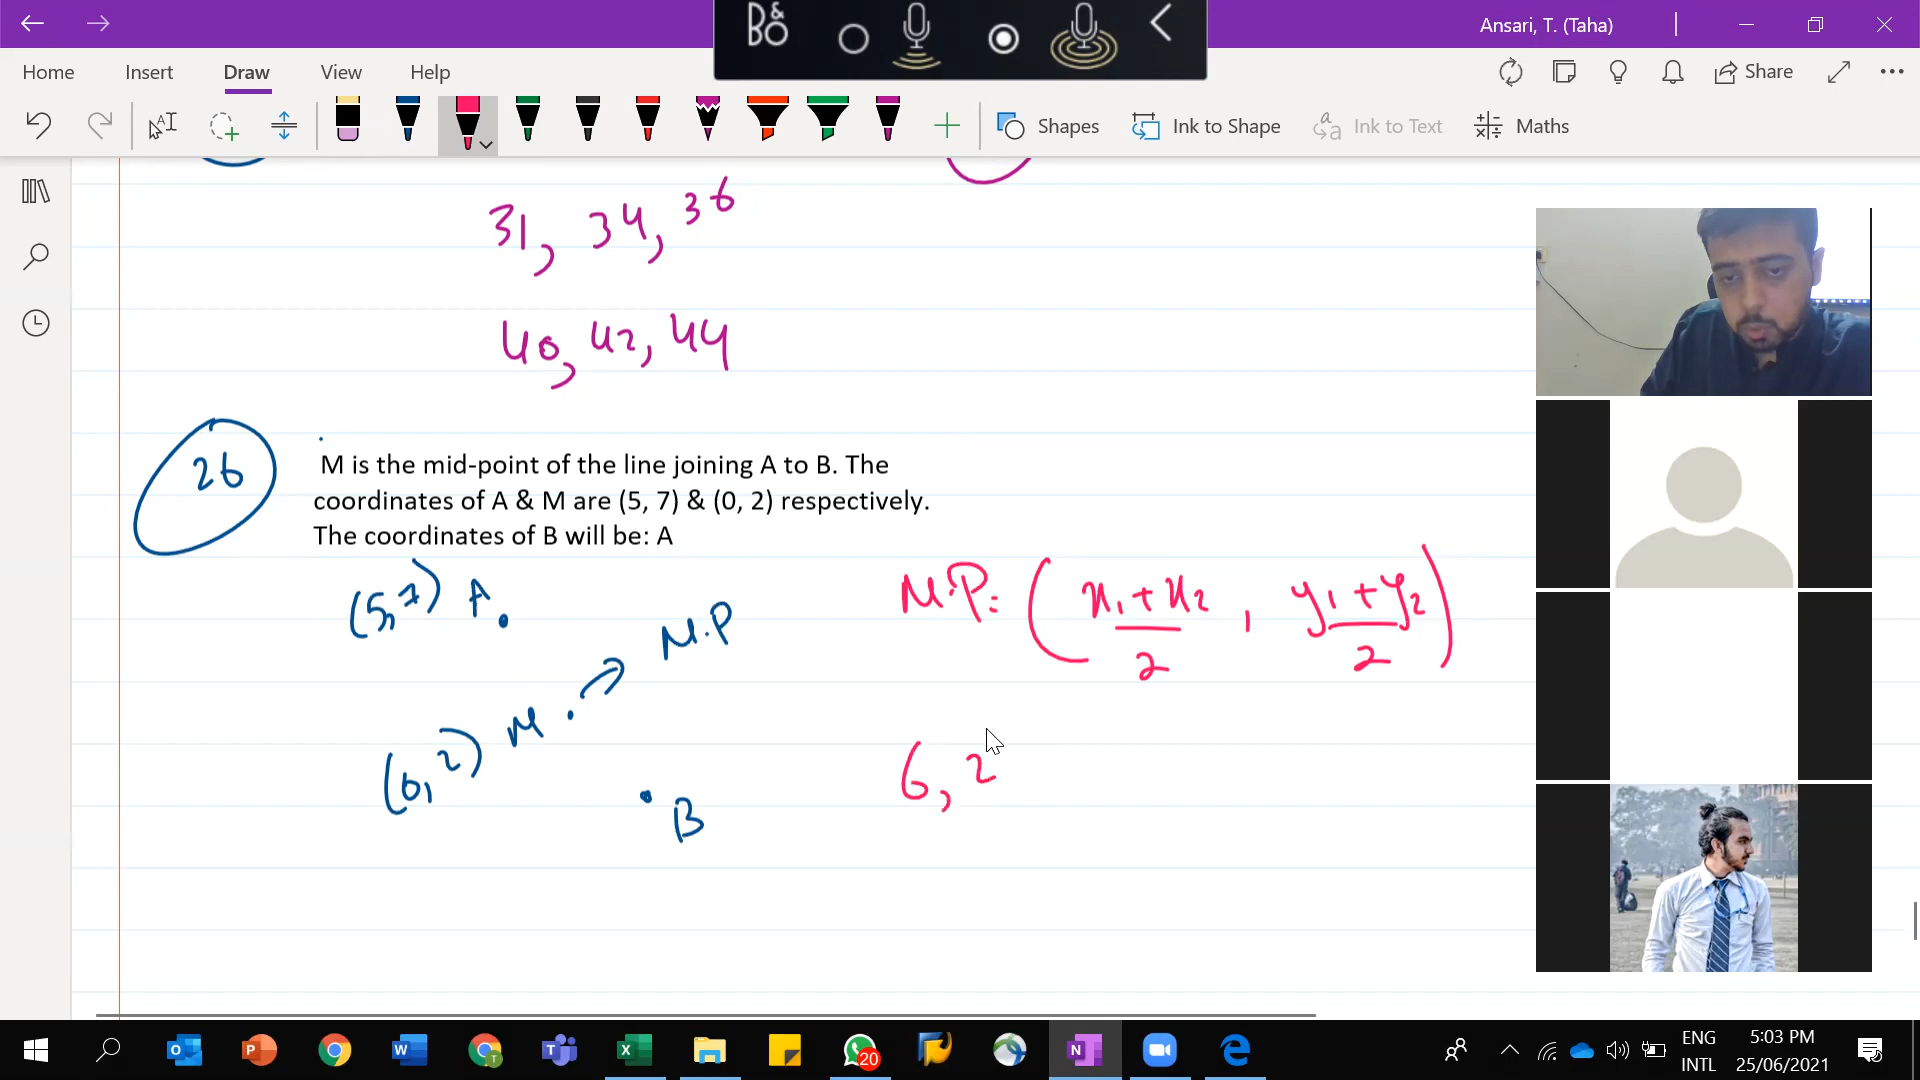 Ansari, T. (Taha)
B&O
Home Insert Draw View Help
Share
Shapes Ink to Shape Ink to Text Maths
31, 34, 36
40, 42, 44
26
M is the mid-point of the line joining A to B. The
coordinates of A & M are (5, 7) & (0, 2) respectively.
The coordinates of B will be: A
(5,7) A
M.P
M.P: (x1+x2/2, y1+y2/2)
(0,2) M
6, 2
B
20
ENG
INTL
5:03 PM
25/06/2021